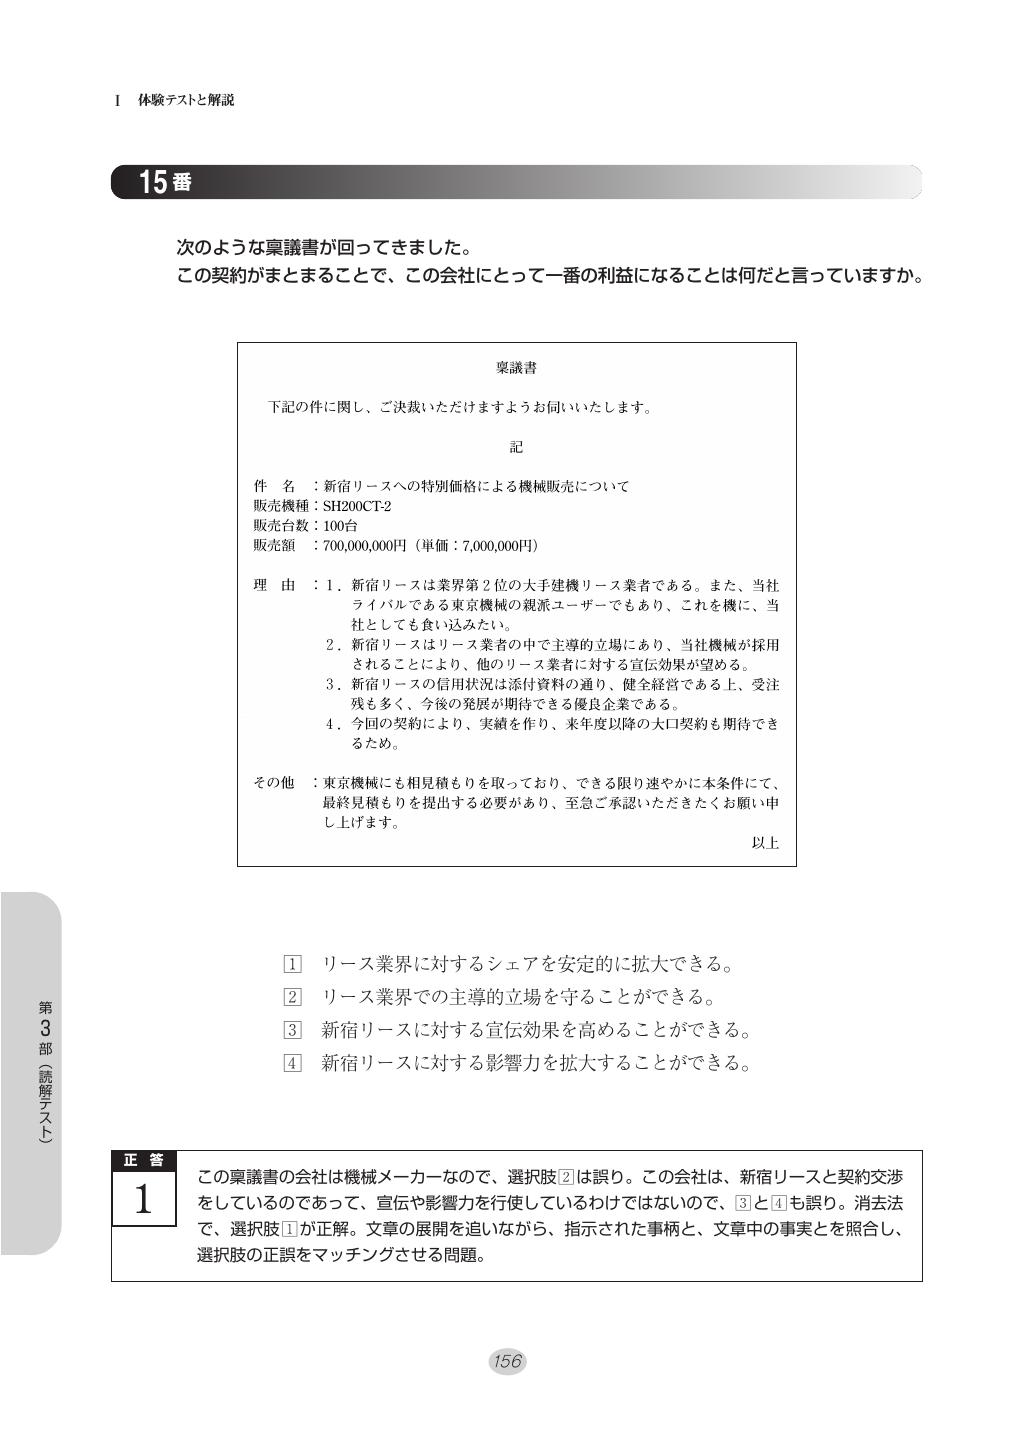 I 体験テストと解説
15番
次のような稟議書が回ってきました。
この契約がまとまることで、この会社にとって一番の利益になることは何だと言っていますか。
稟議書
下記の件に関し、ご決裁いただけますようお伺いいたします。
記
件 名 ：新宿リースへの特別価格による機械販売について
販売機種：SH200CT-2
販売台数：100台
販売額 ：700,000,000円（単価：7,000,000円）
理 由 ：1．新宿リースは業界第2位の大手建機リース業者である。また、当社
ライバルである東京機械の親派ユーザーでもあり、これを機に、当
社としても食い込みたい。
2．新宿リースはリース業者の中で主導的立場にあり、当社機械が採用
されることにより、他のリース業者に対する宣伝効果が望める。
3．新宿リースの信用状況は添付資料の通り、健全経営である上、受注
残も多く、今後の発展が期待できる優良企業である。
4．今回の契約により、実績を作り、来年度以降の大口契約も期待でき
るため。
その他 ：東京機械にも相見積もりを取っており、できる限り速やかに本条件にて、
最終見積もりを提出する必要があり、至急ご承認いただきたくお願い申
し上げます。
以上
1 リース業界に対するシェアを安定的に拡大できる。
2 リース業界での主導的立場を守ることができる。
3 新宿リースに対する宣伝効果を高めることができる。
4 新宿リースに対する影響力を拡大することができる。
第3部（読解テスト）
正 答
1
この稟議書の会社は機械メーカーなので、選択肢2は誤り。この会社は、新宿リースと契約交渉
をしているのであって、宣伝や影響力を行使しているわけではないので、3と4も誤り。消去法
で、選択肢1が正解。文章の展開を追いながら、指示された事柄と、文章中の事実とを照合し、
選択肢の正誤をマッチングさせる問題。
156